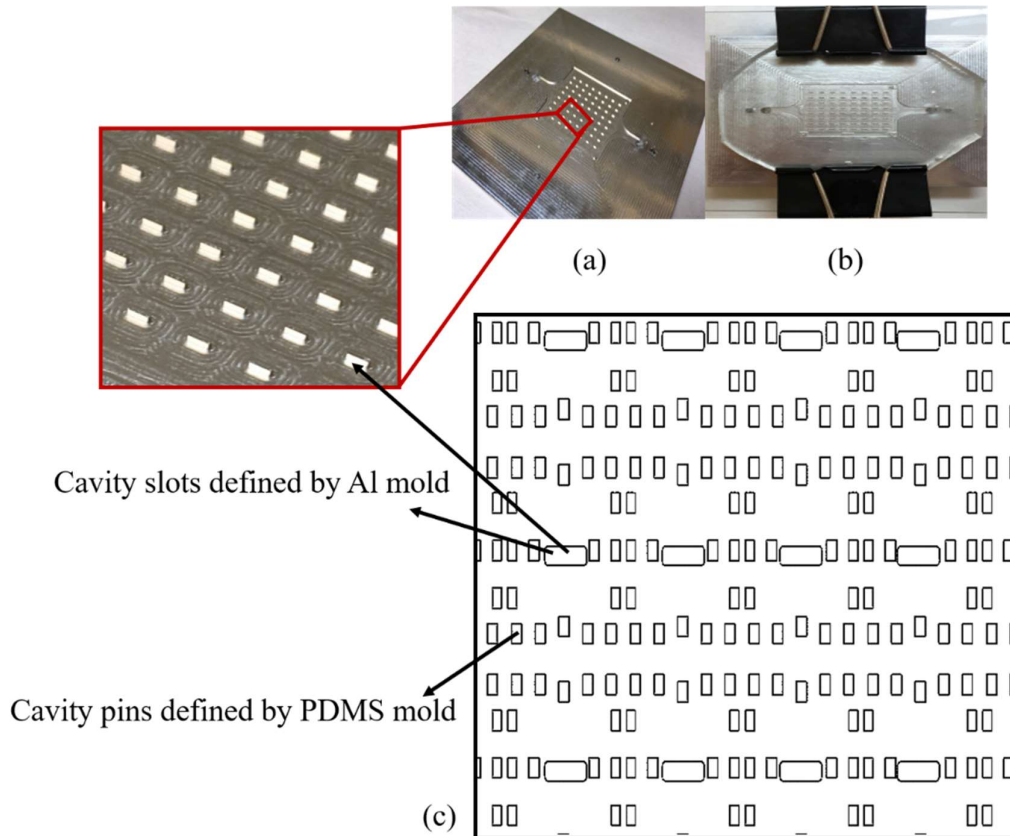 (a)
(b)
Cavity slots defined by Al mold
Cavity pins defined by PDMS mold
(c)